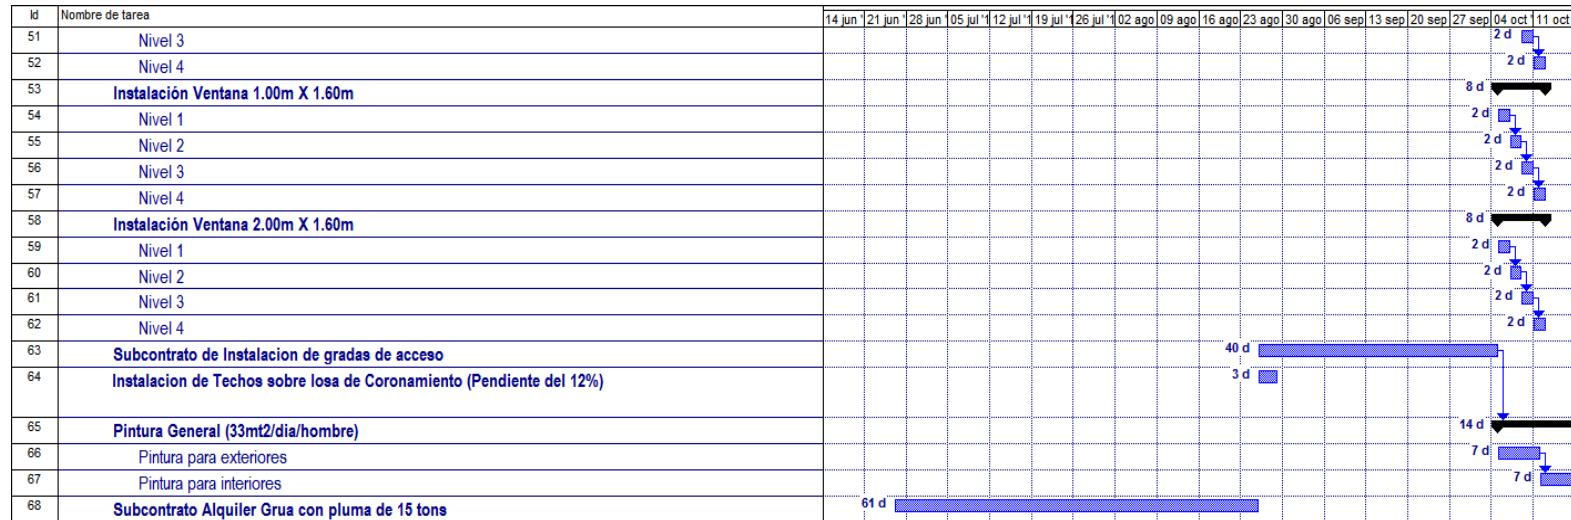 Id Nombre de tarea 14 jun ' 21 jun ' 28 jun ' 05 jul '1 12 jul '1 19 jul '1 26 jul '1 02 ago 09 ago 16 ago 23 ago 30 ago 06 sep 13 sep 20 sep 27 sep 04 oct ' 11 oct
51 Nivel 3 2 d
52 Nivel 4 2 d
53 Instalación Ventana 1.00m X 1.60m 8 d
54 Nivel 1 2 d
55 Nivel 2 2 d
56 Nivel 3 2 d
57 Nivel 4 2 d
58 Instalación Ventana 2.00m X 1.60m 8 d
59 Nivel 1 2 d
60 Nivel 2 2 d
61 Nivel 3 2 d
62 Nivel 4 2 d
63 Subcontrato de Instalacion de gradas de acceso 40 d
64 Instalacion de Techos sobre losa de Coronamiento (Pendiente del 12%) 3 d
65 Pintura General (33mt2/dia/hombre) 14 d
66 Pintura para exteriores 7 d
67 Pintura para interiores 7 d
68 Subcontrato Alquiler Grua con pluma de 15 tons 61 d